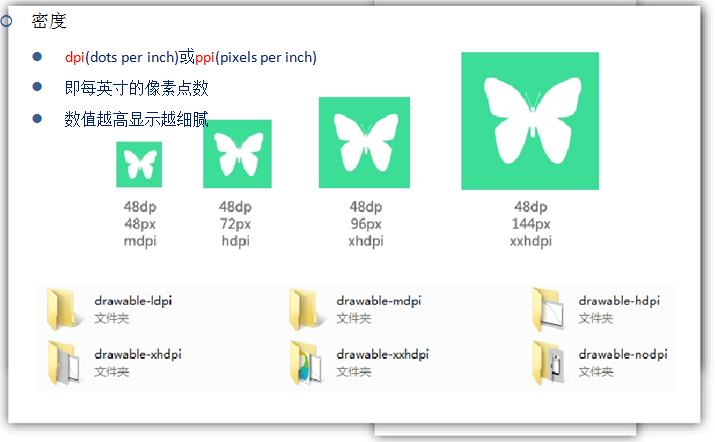 密度
dpi(dots per inch)或ppi(pixels per inch)
即每英寸的像素点数
数值越高显示越细腻
48dp
48px
mdpi
48dp
72px
hdpi
48dp
96px
xhdpi
48dp
144px
xxhdpi
drawable-ldpi
文件夹
drawable-mdpi
文件夹
drawable-hdpi
文件夹
drawable-xhdpi
文件夹
drawable-xxhdpi
文件夹
drawable-nodpi
文件夹